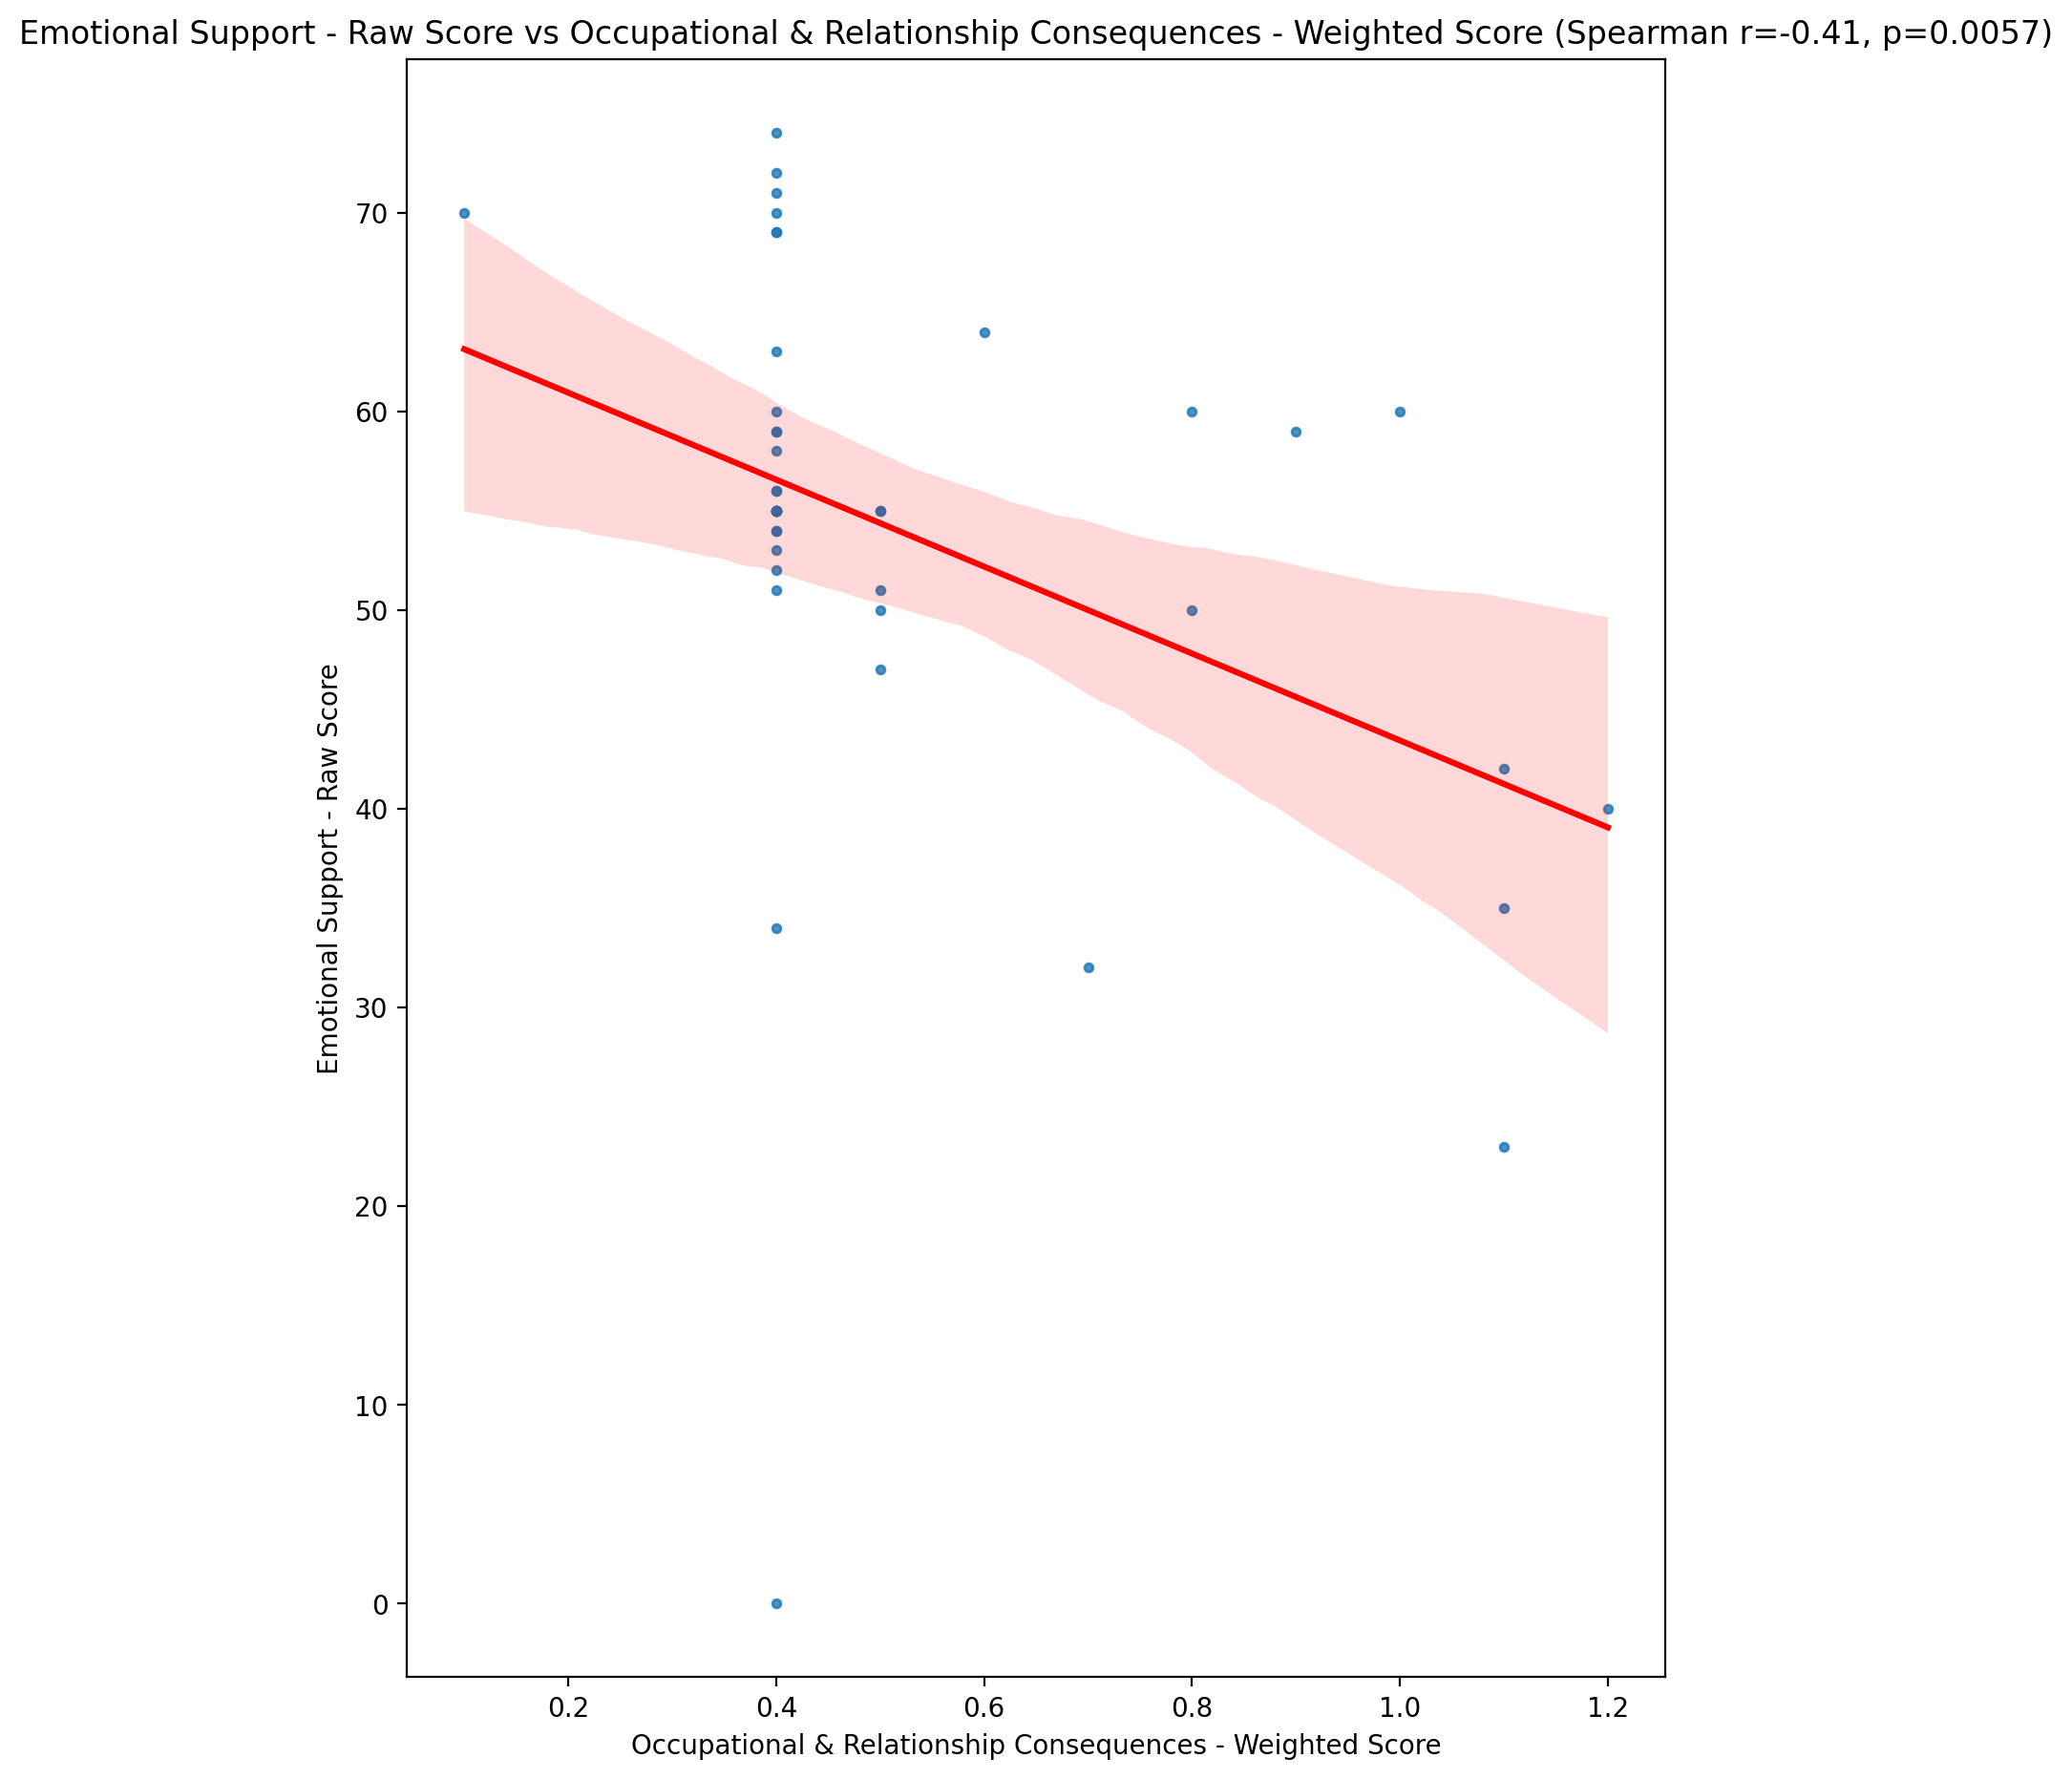 Emotional Support - Raw Score vs Occupational & Relationship Consequences - Weighted Score (Spearman r=-0.41, p=0.0057)
70
60
50
40
30
20
10
0
Emotional Support - Raw Score
0.2 0.4 0.6 0.8 1.0 1.2
Occupational & Relationship Consequences - Weighted Score